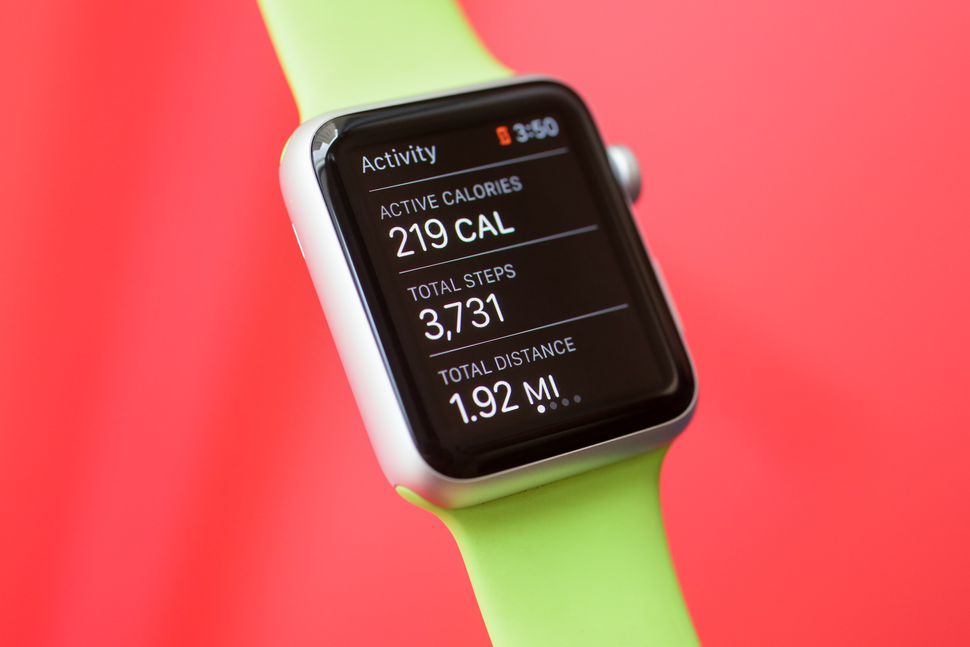 Activity 3:50
ACTIVE CALORIES
219 CAL
TOTAL STEPS
3,731
TOTAL DISTANCE
1.92 MI